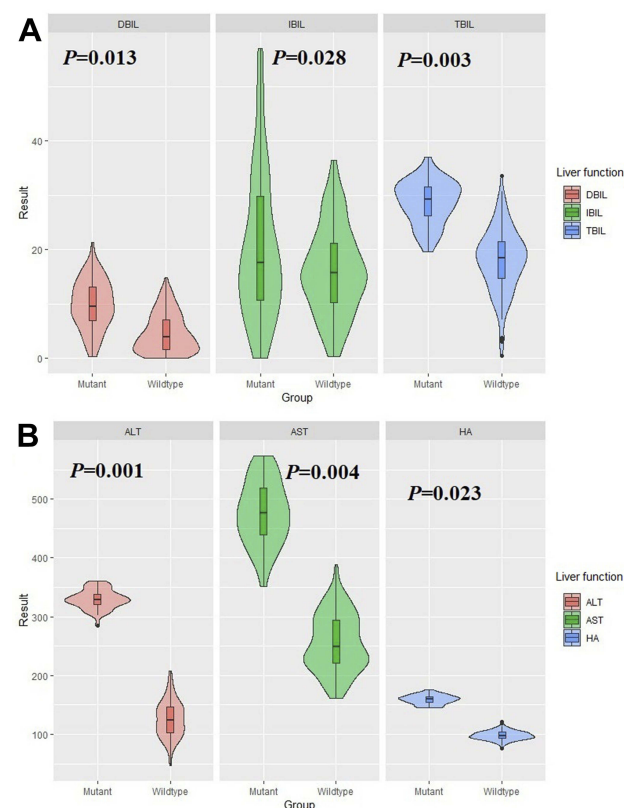 A
DBIL IBIL TBIL
P=0.013 P=0.028 P=0.003
40
20
0
Result
Mutant Wildtype Mutant Wildtype Mutant Wildtype
Group
Liver function
DBIL
IBIL
TBIL
B
ALT AST HA
P=0.001 P=0.004 P=0.023
500
400
300
200
100
Result
Mutant Wildtype Mutant Wildtype Mutant Wildtype
Group
Liver function
ALT
AST
HA